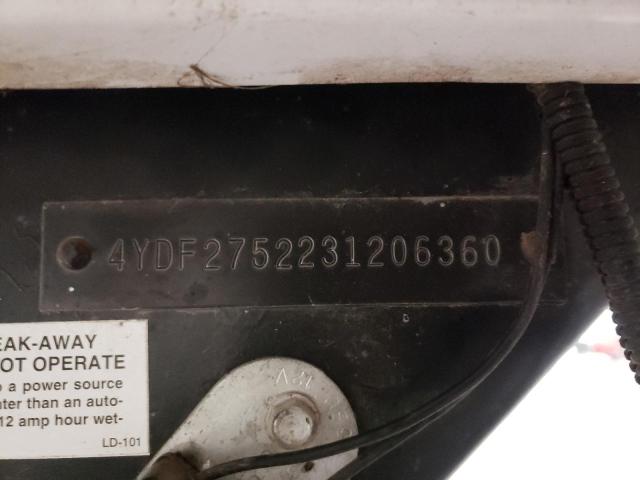 4YDF2752231206360
EAK-AWAY
OT OPERATE
o a power source
ater than an auto-
12 amp hour wet-
LD-101